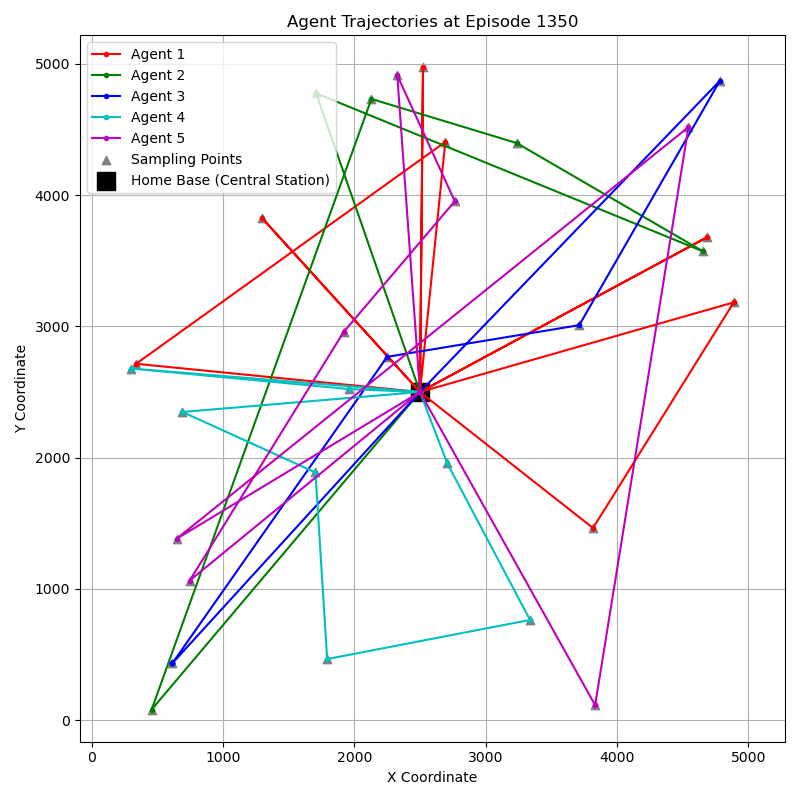 Agent Trajectories at Episode 1350
Agent 1
Agent 2
Agent 3
Agent 4
Agent 5
Sampling Points
Home Base (Central Station)
Y Coordinate
5000
4000
3000
2000
1000
0
0 1000 2000 3000 4000 5000
X Coordinate